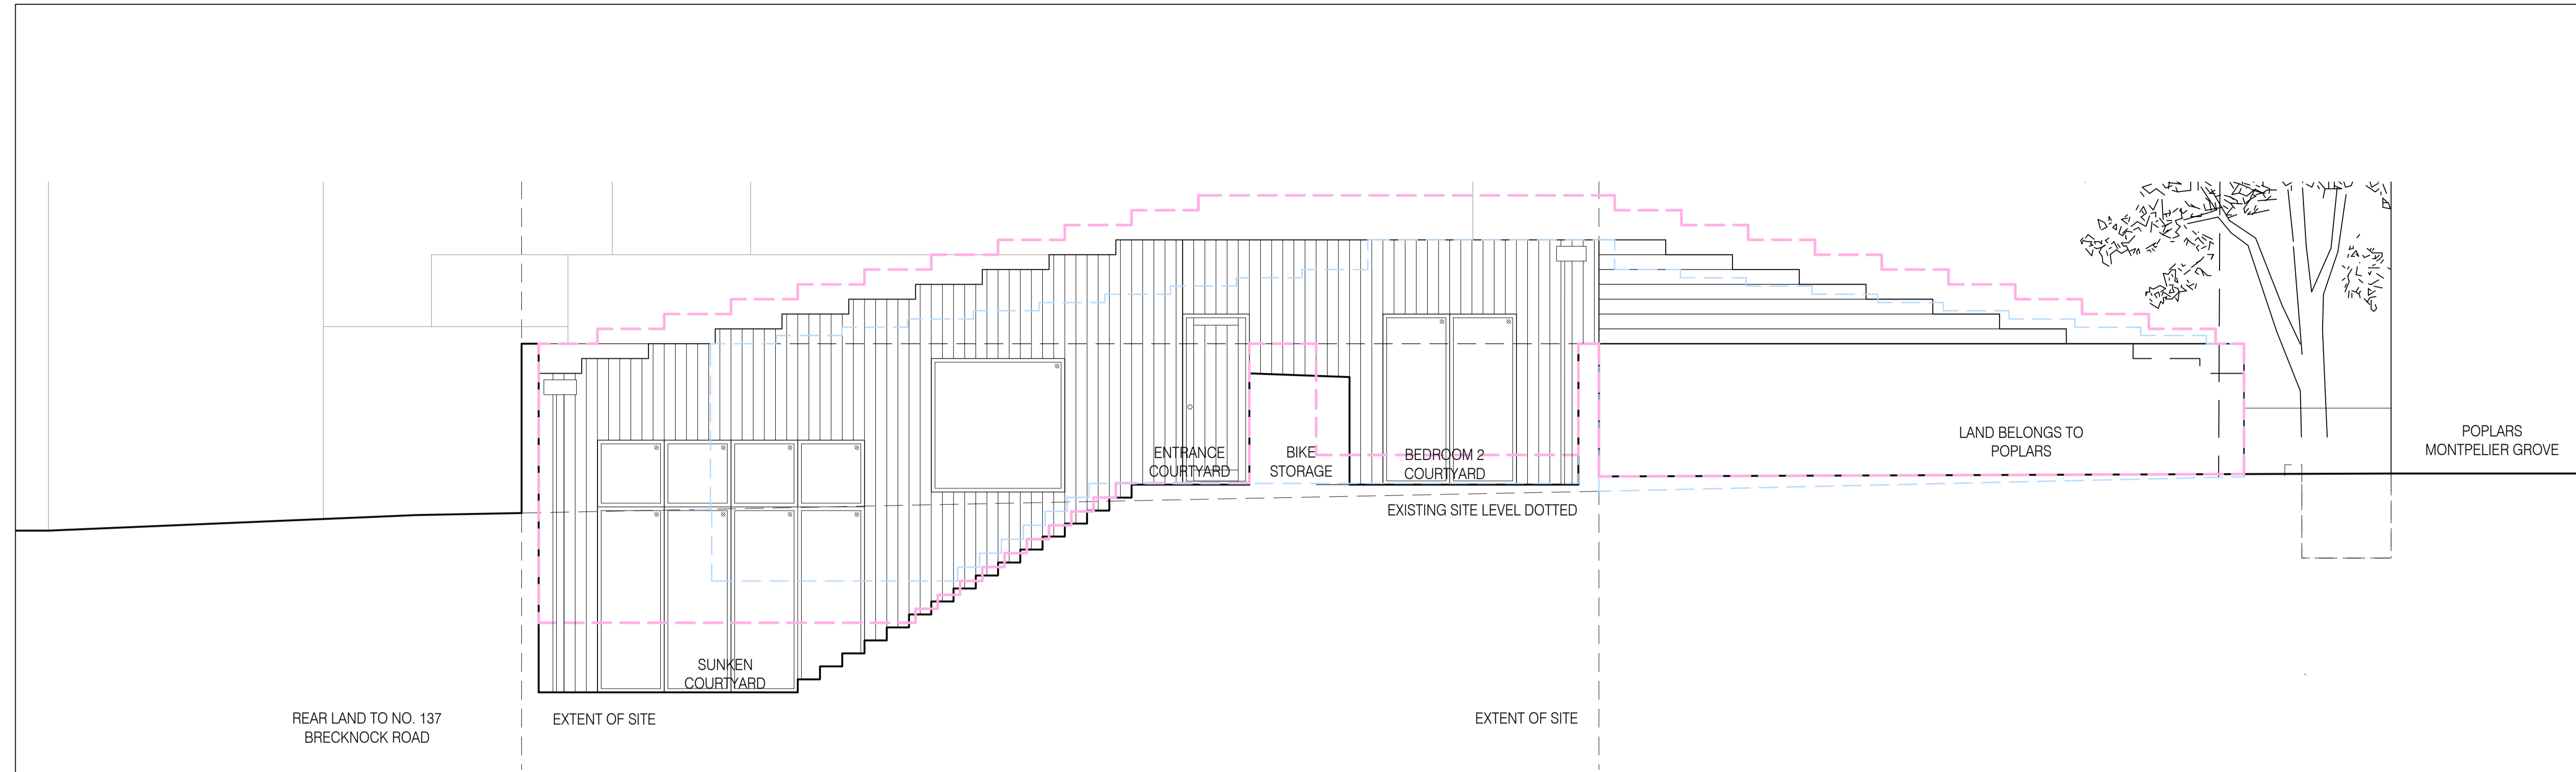 ENTRANCE
COURTYARD
BIKE
STORAGE
BEDROOM 2
COURTYARD
LAND BELONGS TO
POPLARS
POPLARS
MONTPELIER GROVE
EXISTING SITE LEVEL DOTTED
SUNKEN
COURTYARD
REAR LAND TO NO. 137
BRECKNOCK ROAD
EXTENT OF SITE
EXTENT OF SITE